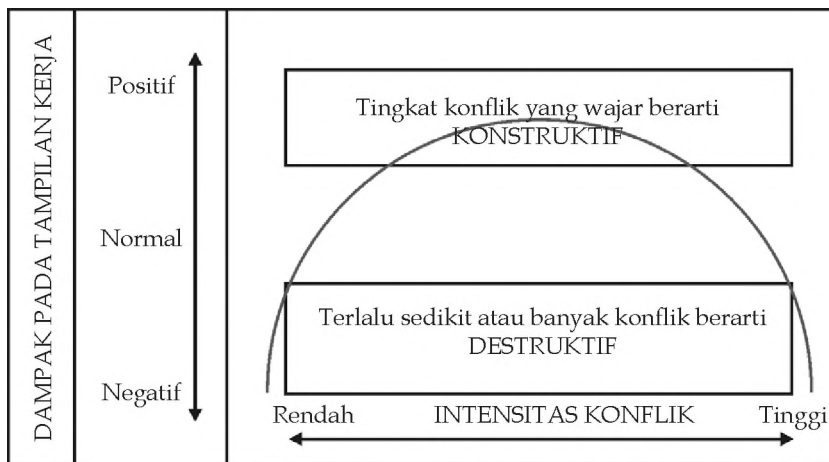 DAMPAK PADA TAMPILAN KERJA
Positif
Normal
Negatif
Tingkat konflik yang wajar berarti
KONSTRUKTIF
Terlalu sedikit atau banyak konflik berarti
DESTRUKTIF
Rendah INTENSITAS KONFLIK Tinggi